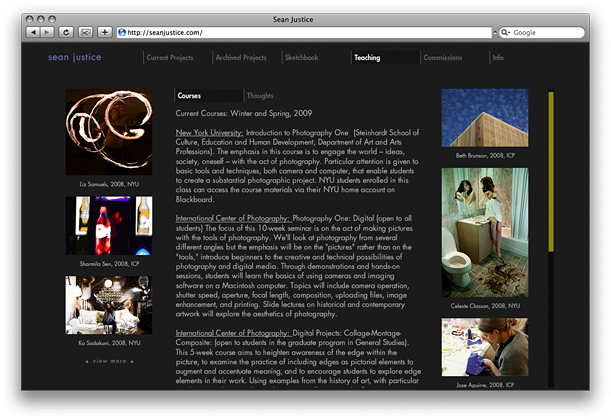 Sean Justice
http://seanjustice.com/
Google
sean justice
Current Projects
Archived Projects
Sketchbook
Teaching
Commissions
Info
Courses
Thoughts
Current Courses: Winter and Spring, 2009
New York University: Introduction to Photography One (Steinhardt School of
Culture, Education and Human Development, Department of Art and Arts
Professions). The emphasis in this course is to engage the world – ideas,
society, oneself – with the act of photography. Particular attention is given to
basic tools and techniques, both camera and computer, that enable students
to create a substantial photographic project. NYU students enrolled in this
class can access the course materials via their NYU home account on
Blackboard.
International Center of Photography: Photography One: Digital (open to all
students) The focus of this 10-week seminar is on the act of making pictures
with the tools of photography. We'll look at photography from several
different angles but the emphasis will be on the "pictures" rather than on the
"tools," introduce beginners to the creative and technical possibilities of
photography and digital media. Through demonstrations and hands-on
sessions, students will learn the basics of using cameras and imaging
software on a Macintosh computer. Topics will include camera operation,
shutter speed, aperture, focal length, composition, uploading files, image
enhancement, and printing. Slide lectures on historical and contemporary
artwork will explore the aesthetics of photography.
International Center of Photography: Digital Projects: Collage-Montage-
Composite: (open to students in the graduate program in General Studies).
This 5-week course aims to heighten awareness of the edge within the
picture, to examine the practice of including edges as pictorial elements to
augment and accentuate meaning, and to encourage students to explore edge
elements in their work. Using examples from the history of art, with particular
Liz Samuels, 2008, NYU
Sharmila Sen, 2008, ICP
Ko Sadakuni, 2008, NYU
▲ view more ▲
Beth Brunson, 2008, ICP
Celeste Classon, 2008, NYU
Jose Aguirre, 2008, ICP